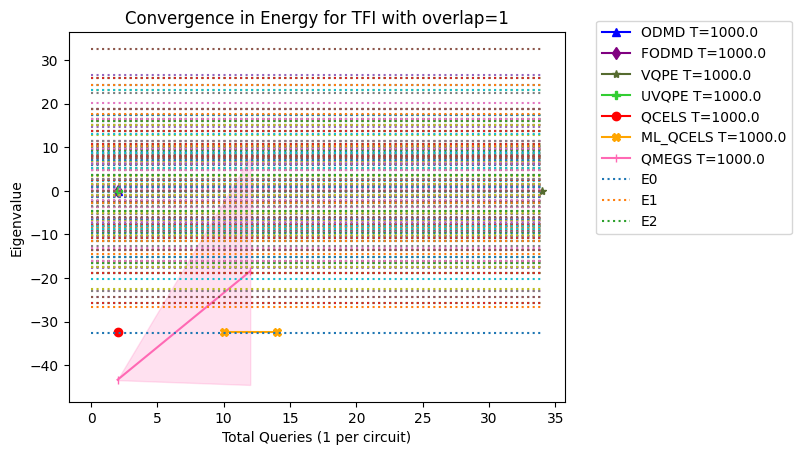 Convergence in Energy for TFI with overlap=1
Eigenvalue
30
20
10
0
−10
−20
−30
−40
0
5
10
15
20
25
30
35
Total Queries (1 per circuit)
ODMD T=1000.0
FODMD T=1000.0
VQPE T=1000.0
UVQPE T=1000.0
QCELS T=1000.0
ML_QCELS T=1000.0
QMEGS T=1000.0
E0
E1
E2